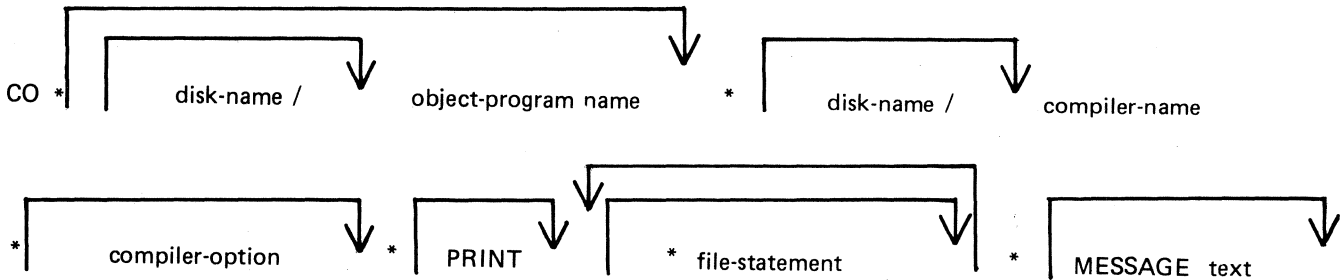 CO * disk-name / object-program name * disk-name / compiler-name
* compiler-option * PRINT * file-statement * MESSAGE text